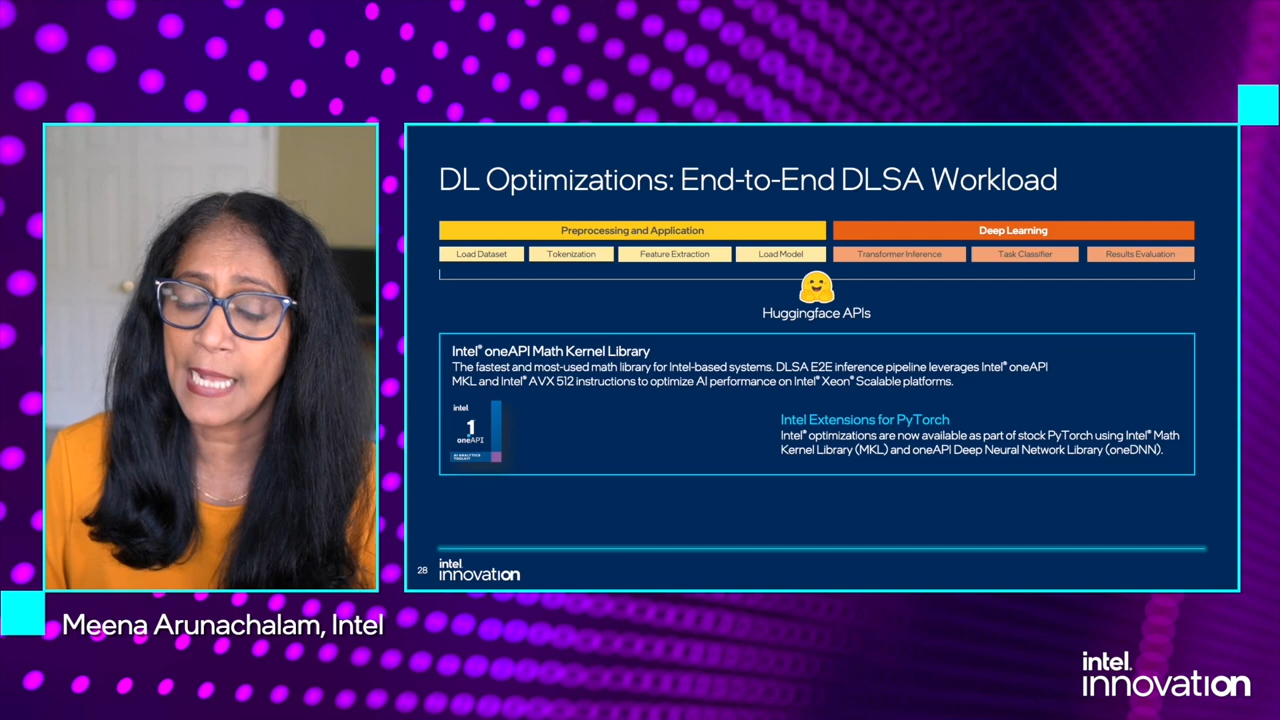 DL Optimizations: End-to-End DLSA Workload
Preprocessing and Application
Deep Learning
Load Dataset
Tokenization
Feature Extraction
Load Model
Transformer Inference
Task Classifier
Results Evaluation
Huggingface APIs
Intel® oneAPI Math Kernel Library
The fastest and most-used math library for Intel-based systems. DLSA E2E inference pipeline leverages Intel® oneAPI
MKL and Intel® AVX 512 instructions to optimize AI performance on Intel® Xeon® Scalable platforms.
intel
1
oneAPI
AI ANALYTICS
TOOLKIT
Intel Extensions for PyTorch
Intel® optimizations are now available as part of stock PyTorch using Intel® Math
Kernel Library (MKL) and oneAPI Deep Neural Network Library (oneDNN).
28
intel.
innovation
Meena Arunachalam, Intel
intel.
innovation